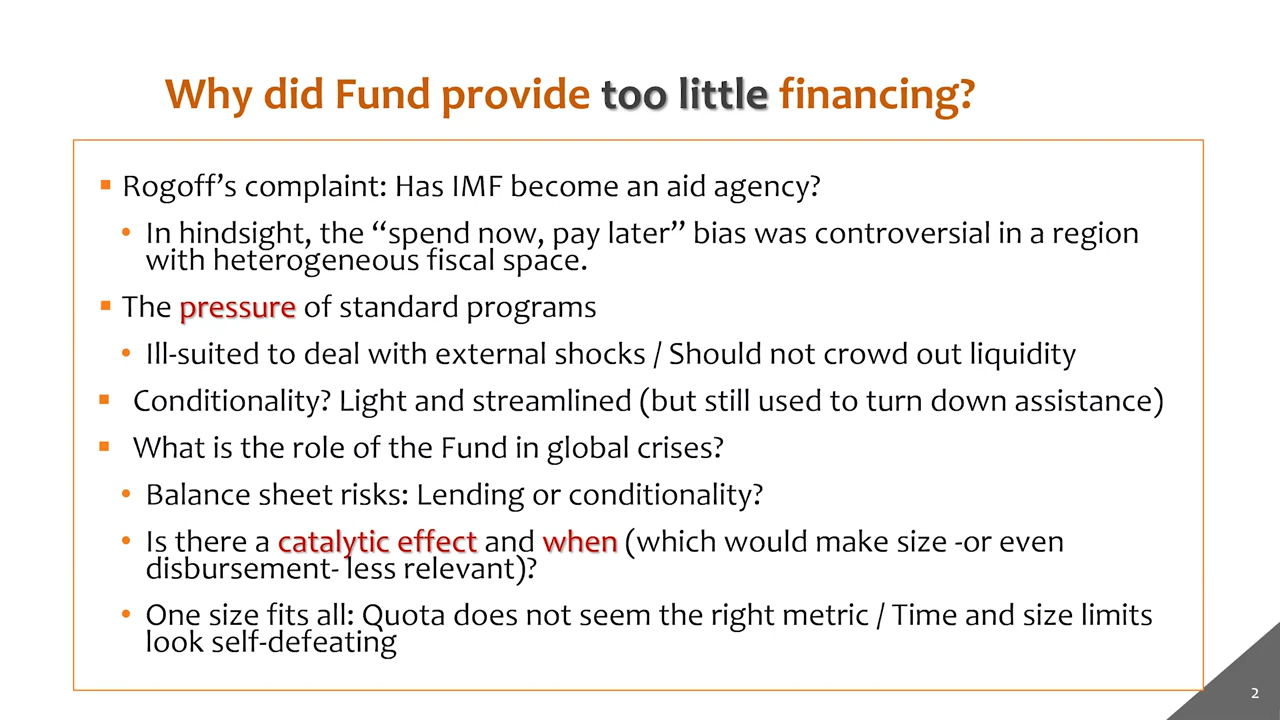 Why did Fund provide too little financing?
Rogoff’s complaint: Has IMF become an aid agency?
In hindsight, the “spend now, pay later” bias was controversial in a region
with heterogeneous fiscal space.
The pressure of standard programs
Ill-suited to deal with external shocks / Should not crowd out liquidity
Conditionality? Light and streamlined (but still used to turn down assistance)
What is the role of the Fund in global crises?
Balance sheet risks: Lending or conditionality?
Is there a catalytic effect and when (which would make size -or even
disbursement- less relevant)?
One size fits all: Quota does not seem the right metric / Time and size limits
look self-defeating
2